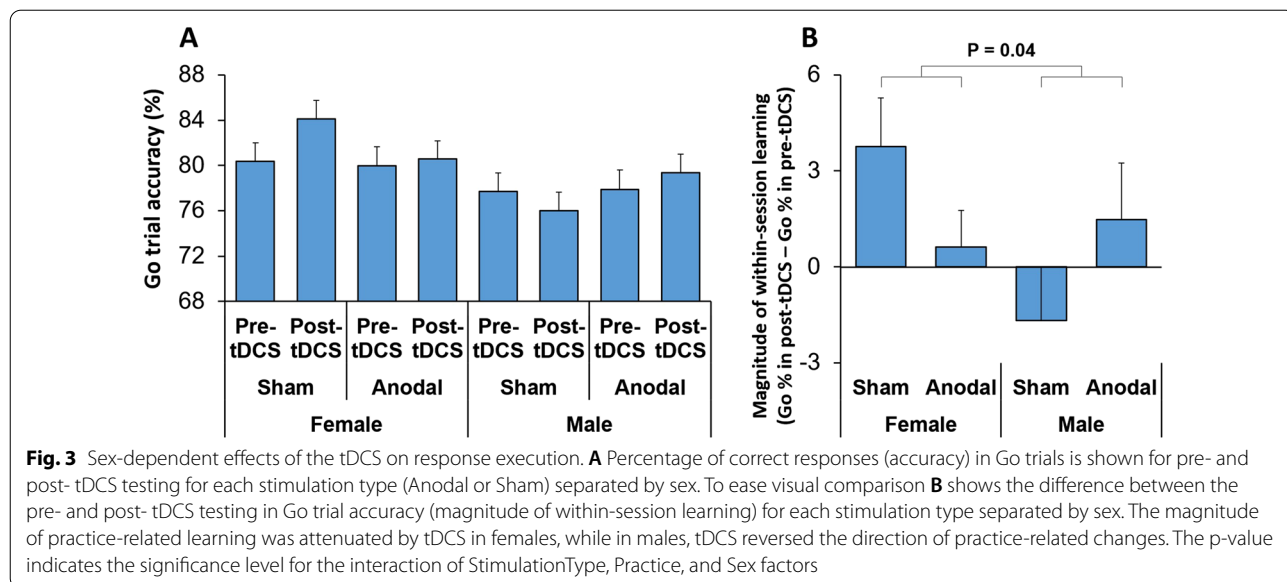 A
Go trial accuracy (%)
88
84
80
76
72
68
Pre- Post- Pre- Post- Pre- Post- Pre- Post-
tDCS tDCS tDCS tDCS tDCS tDCS tDCS tDCS
Sham Anodal Sham Anodal
Female Male
B
P = 0.04
Magnitude of within-session learning
(Go % in post-tDCS – Go % in pre-tDCS)
6
3
0
-3
Sham Anodal Sham Anodal
Female Male
Fig. 3 Sex-dependent effects of the tDCS on response execution. A Percentage of correct responses (accuracy) in Go trials is shown for pre- and
post- tDCS testing for each stimulation type (Anodal or Sham) separated by sex. To ease visual comparison B shows the difference between the
pre- and post- tDCS testing in Go trial accuracy (magnitude of within-session learning) for each stimulation type separated by sex. The magnitude
of practice-related learning was attenuated by tDCS in females, while in males, tDCS reversed the direction of practice-related changes. The p-value
indicates the significance level for the interaction of StimulationType, Practice, and Sex factors